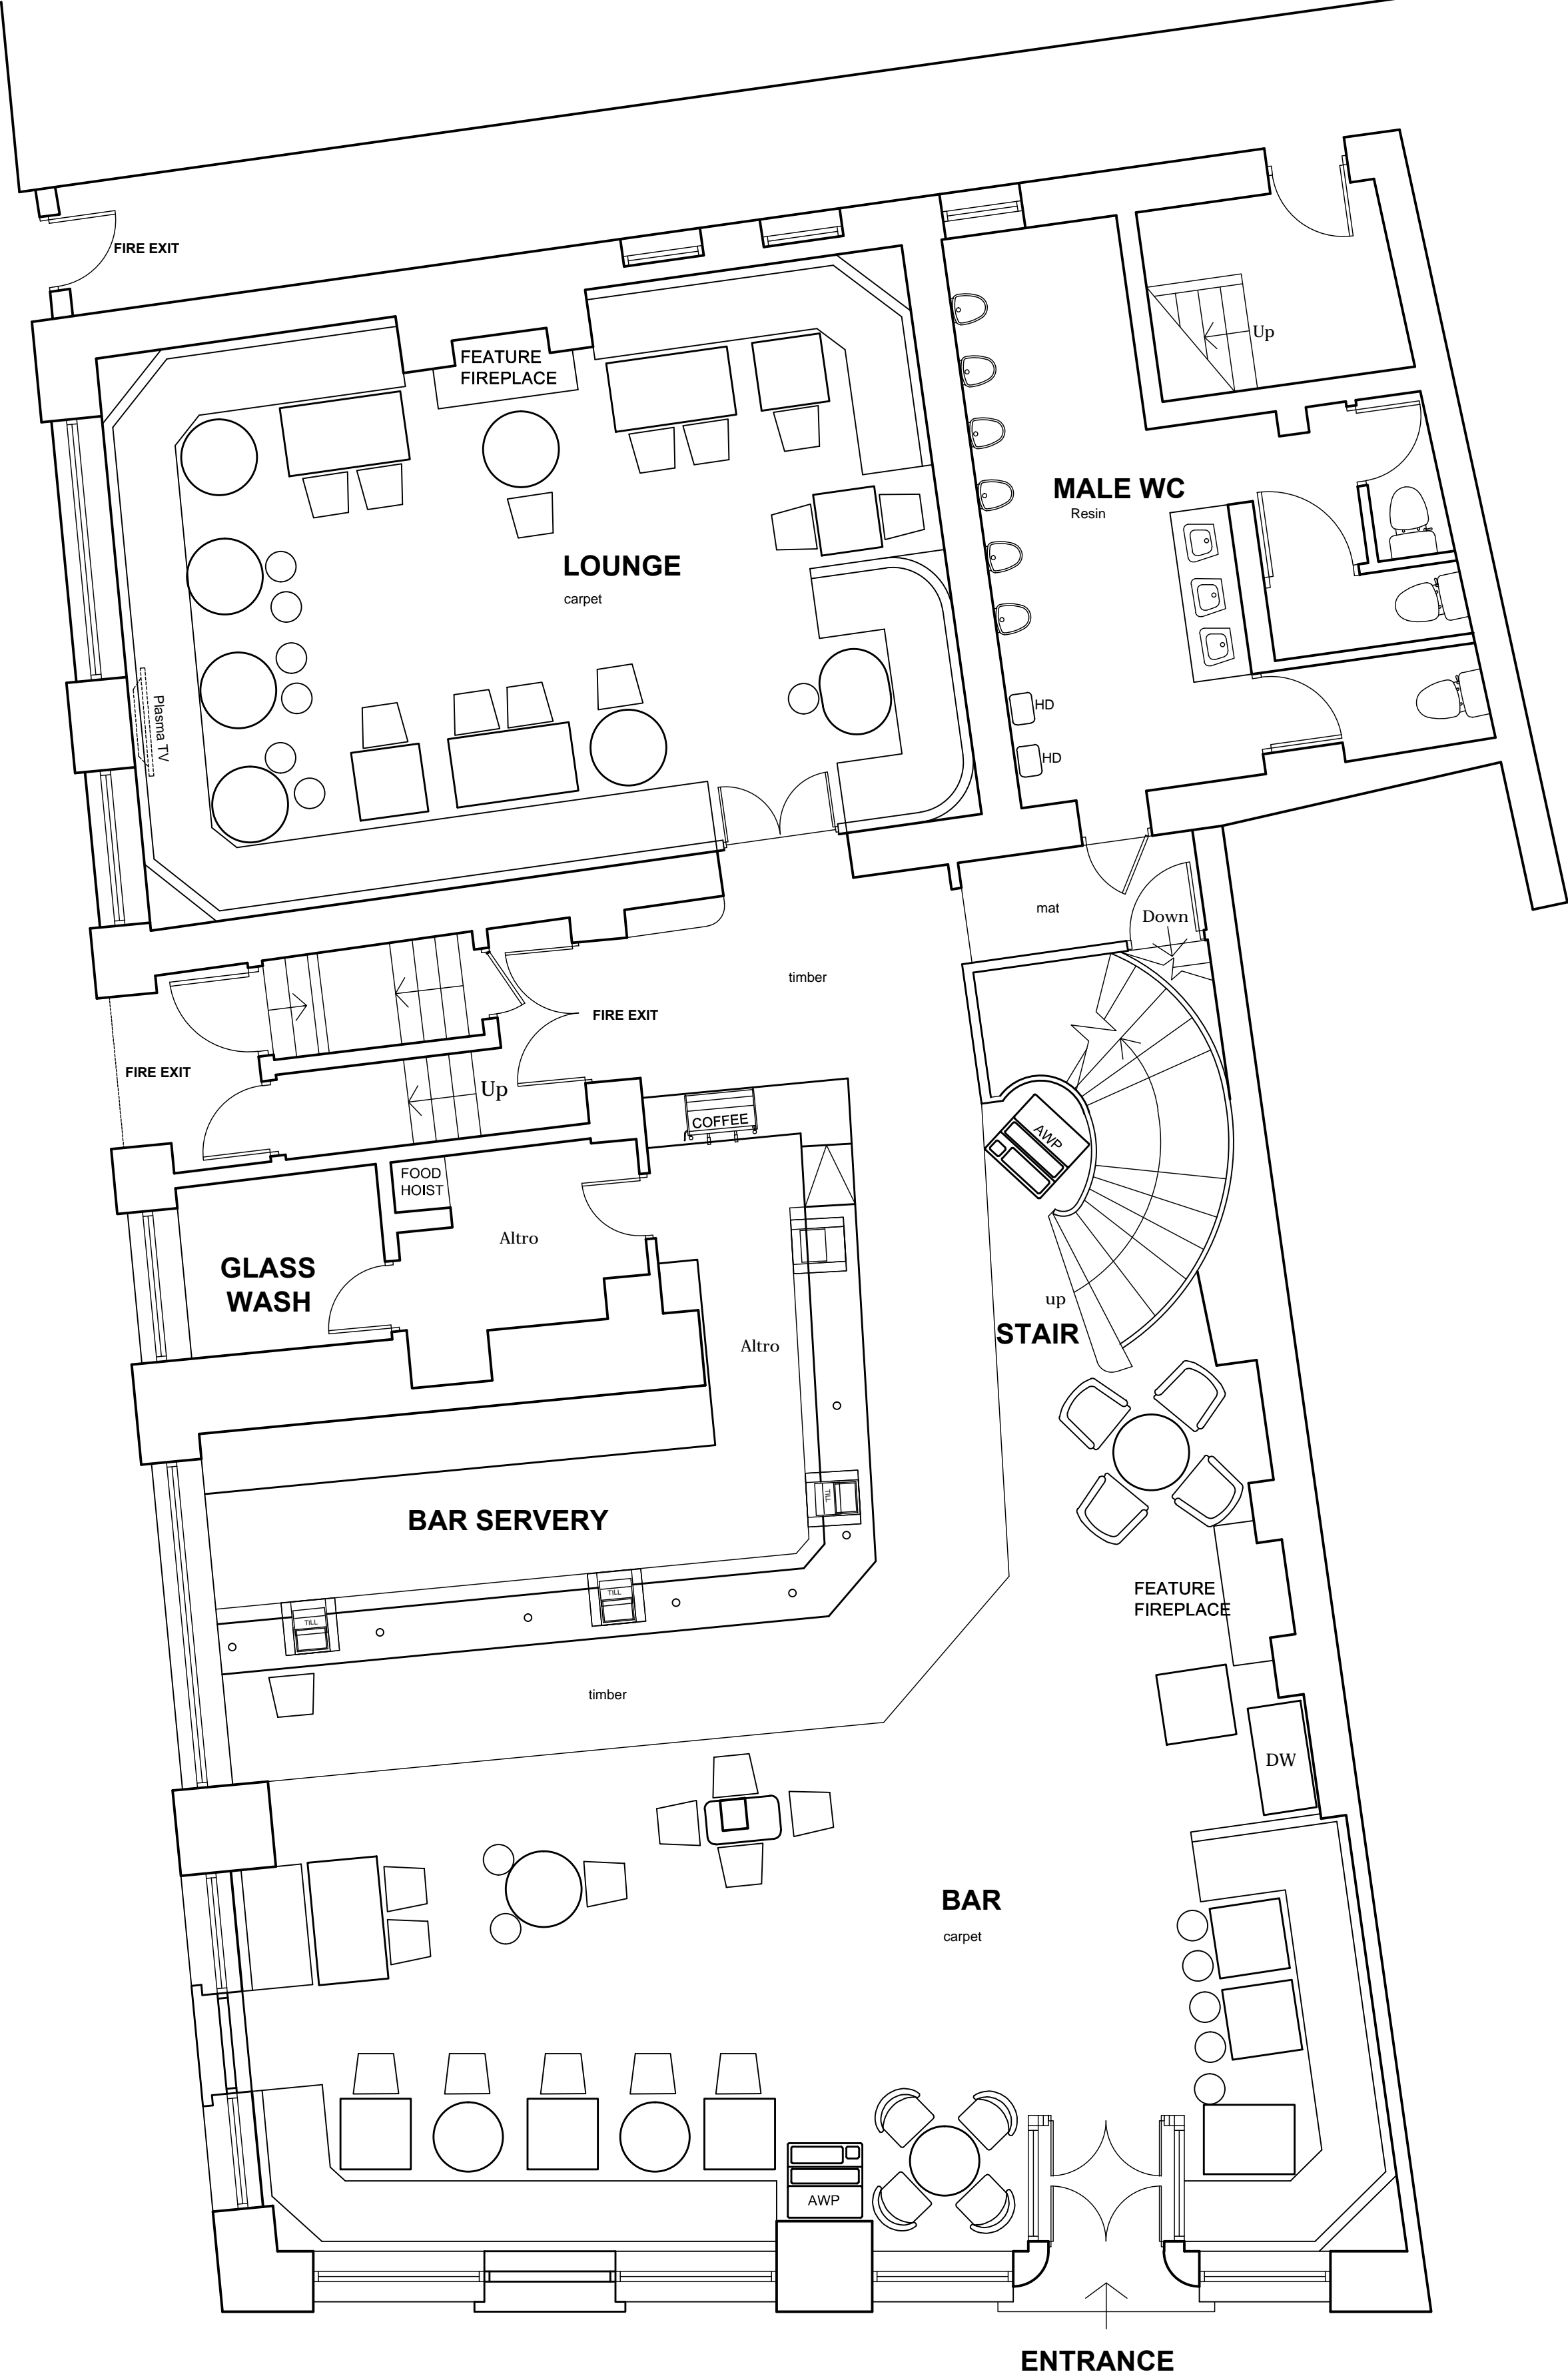 FIRE EXIT
Up
FEATURE
FIREPLACE
MALE WC
Resin
LOUNGE
carpet
Plasma TV
HD
HD
mat
Down
timber
FIRE EXIT
FIRE EXIT
Up
COFFEE
AWP
FOOD
HOIST
Altro
GLASS
WASH
up
STAIR
Altro
TILL
BAR SERVERY
TILL
TILL
FEATURE
FIREPLACE
timber
DW
BAR
carpet
AWP
ENTRANCE